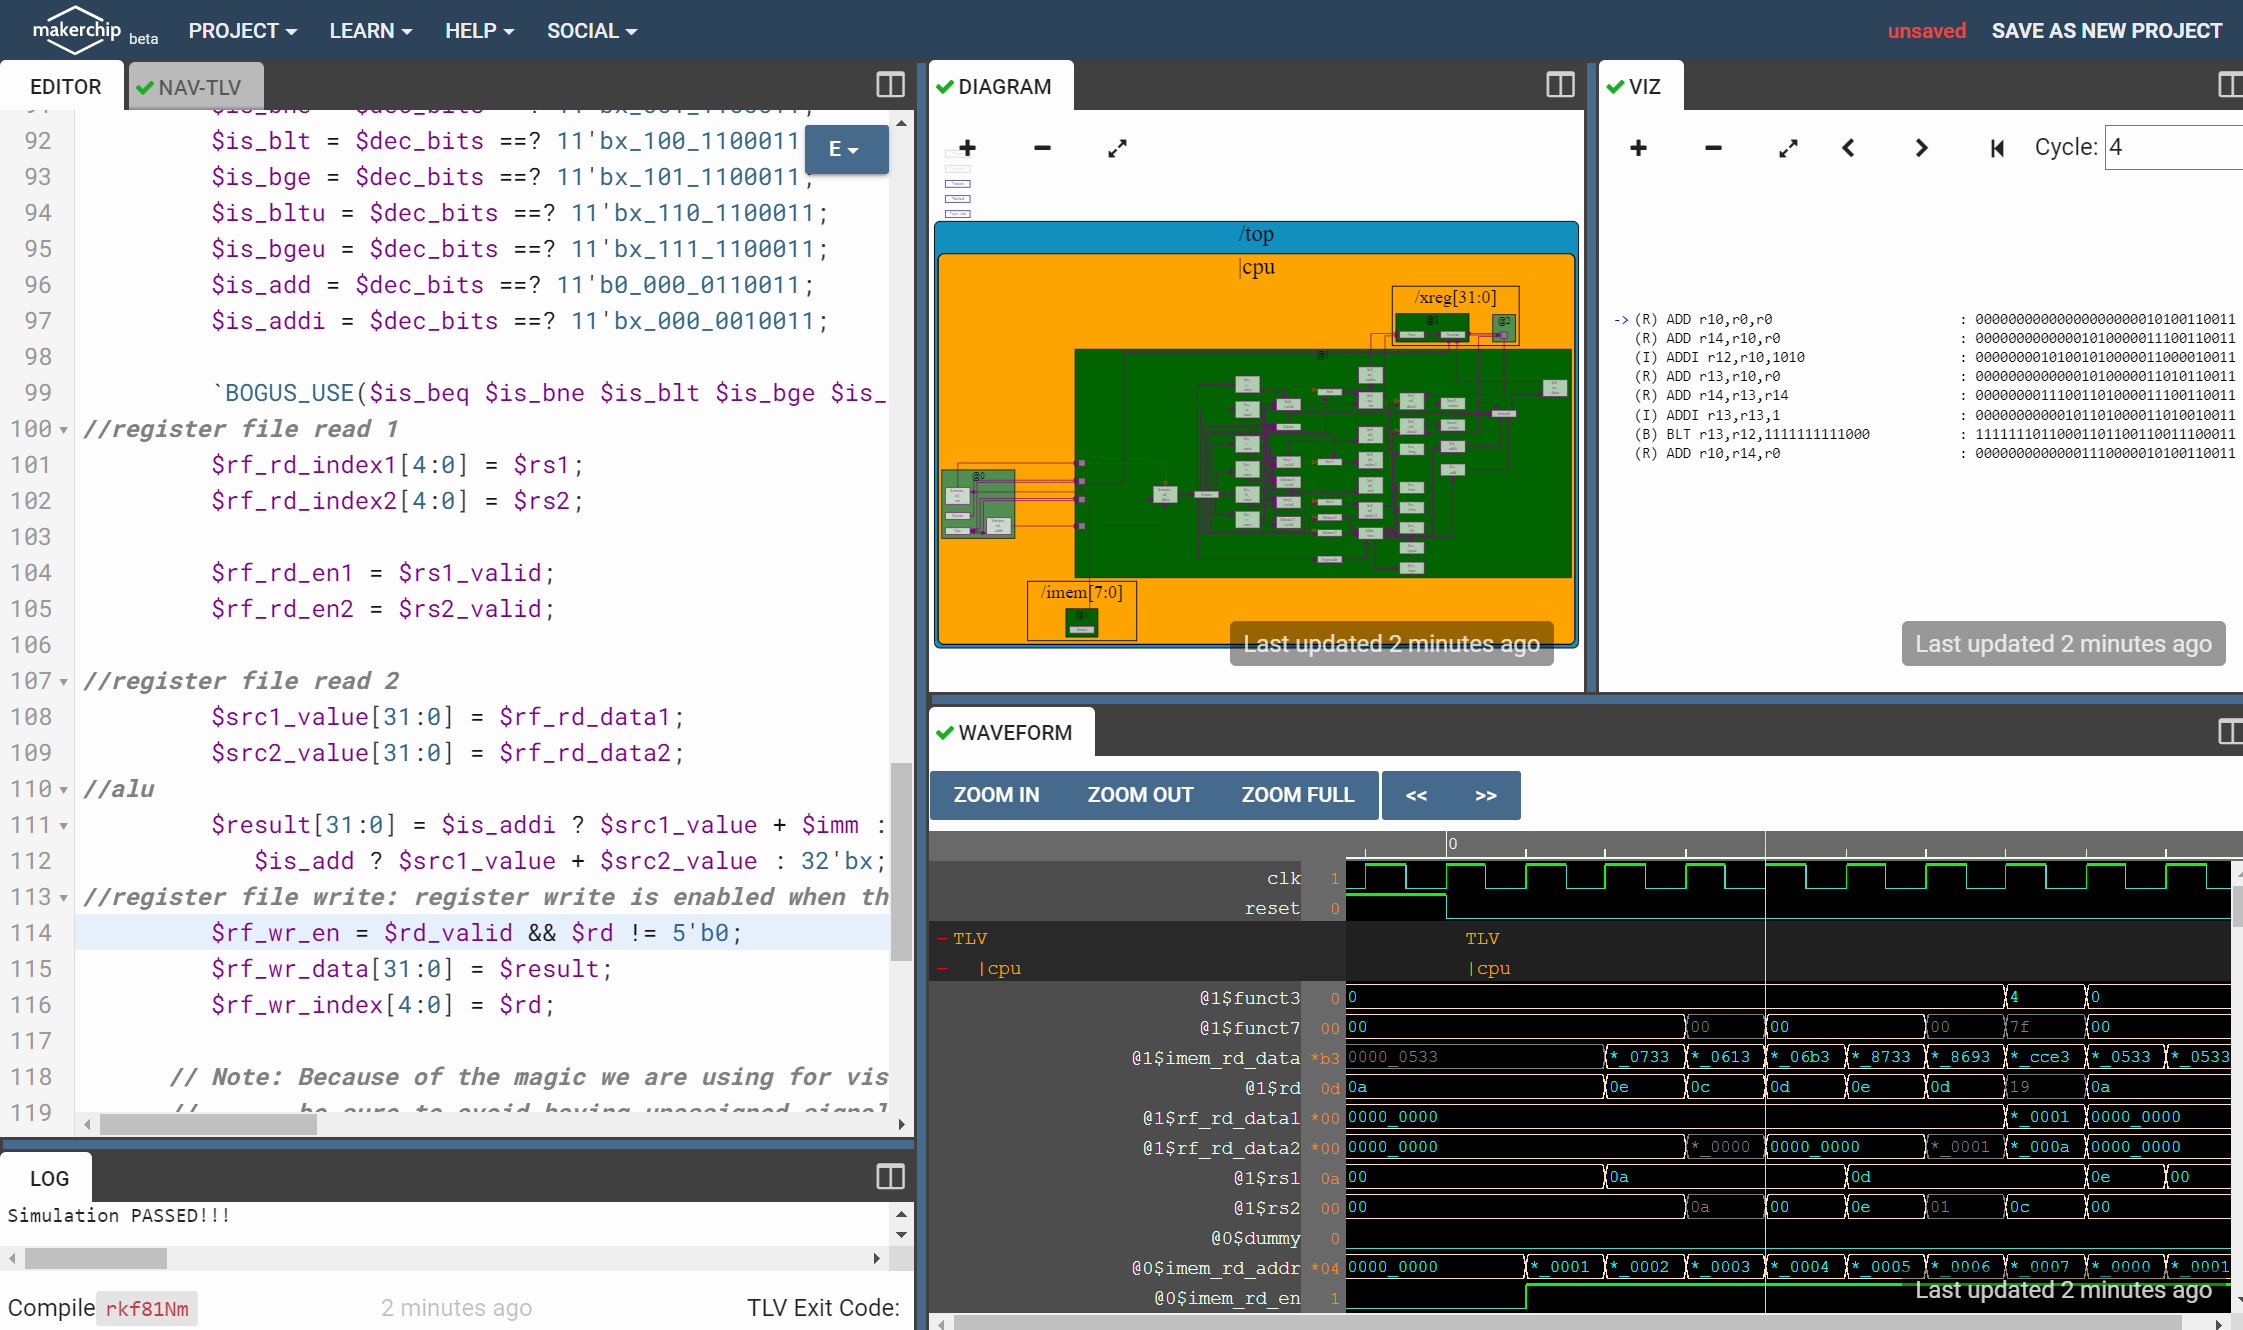 makerchip beta PROJECT LEARN HELP SOCIAL unsaved SAVE AS NEW PROJECT
EDITOR NAV-TLV
E
92 $is_blt = $dec_bits ==? 11'bx_100_1100011
93 $is_bge = $dec_bits ==? 11'bx_101_1100011;
94 $is_bltu = $dec_bits ==? 11'bx_110_1100011;
95 $is_bgeu = $dec_bits ==? 11'bx_111_1100011;
96 $is_add = $dec_bits ==? 11'b0_000_0110011;
97 $is_addi = $dec_bits ==? 11'bx_000_0010011;
98
99 `BOGUS_USE($is_beq $is_bne $is_blt $is_bge $is_
100 //register file read 1
101 $rf_rd_index1[4:0] = $rs1;
102 $rf_rd_index2[4:0] = $rs2;
103
104 $rf_rd_en1 = $rs1_valid;
105 $rf_rd_en2 = $rs2_valid;
106
107 //register file read 2
108 $src1_value[31:0] = $rf_rd_data1;
109 $src2_value[31:0] = $rf_rd_data2;
110 //alu
111 $result[31:0] = $is_addi ? $src1_value + $imm :
112 $is_add ? $src1_value + $src2_value : 32'bx;
113 //register file write: register write is enabled when th
114 $rf_wr_en = $rd_valid && $rd != 5'b0;
115 $rf_wr_data[31:0] = $result;
116 $rf_wr_index[4:0] = $rd;
117
118 // Note: Because of the magic we are using for vis
119 // be sure to avoid having unassigned signal
LOG
Simulation PASSED!!!
Compile rkf81Nm 2 minutes ago TLV Exit Code:
DIAGRAM
/top
|cpu
/xreg[31:0]
@1 @2
@1
@0
/imem[7:0]
@1
Last updated 2 minutes ago
VIZ
Cycle: 4
-> (R) ADD r10,r0,r0 : 00000000000000000000010100110011
(R) ADD r14,r10,r0 : 00000000000001010000011100110011
(I) ADDI r12,r10,1010 : 00000000101001010000011000010011
(R) ADD r13,r10,r0 : 00000000000001010000011010110011
(R) ADD r14,r13,r14 : 00000000111001101000011100110011
(I) ADDI r13,r13,1 : 00000000000101101000011010010011
(B) BLT r13,r12,1111111111000 : 11111110110001101100110011100011
(R) ADD r10,r14,r0 : 00000000000001110000010100110011
Last updated 2 minutes ago
WAVEFORM
ZOOM IN ZOOM OUT ZOOM FULL << >>
0
clk 1
reset 0
TLV TLV
|cpu |cpu
@1$funct3 0 0 4 0
@1$funct7 00 00 00 00 00 7f 00
@1$imem_rd_data *b3 0000_0533 *_0733 *_0613 *_06b3 *_8733 *_8693 *_cce3 *_0533 *_0533
@1$rd 0d 0a 0e 0c 0d 0e 0d 19 0a
@1$rf_rd_data1 *00 0000_0000 *_0001 0000_0000
@1$rf_rd_data2 *00 0000_0000 *_0000 0000_0000 *_0001 *_000a 0000_0000
@1$rs1 0a 00 0a 0d 0e 00
@1$rs2 00 00 0a 00 0e 01 0c 00
@0$dummy 0
@0$imem_rd_addr *04 0000_0000 *_0001 *_0002 *_0003 *_0004 *_0005 *_0006 *_0007 *_0000 *_0001
@0$imem_rd_en 1
Last updated 2 minutes ago